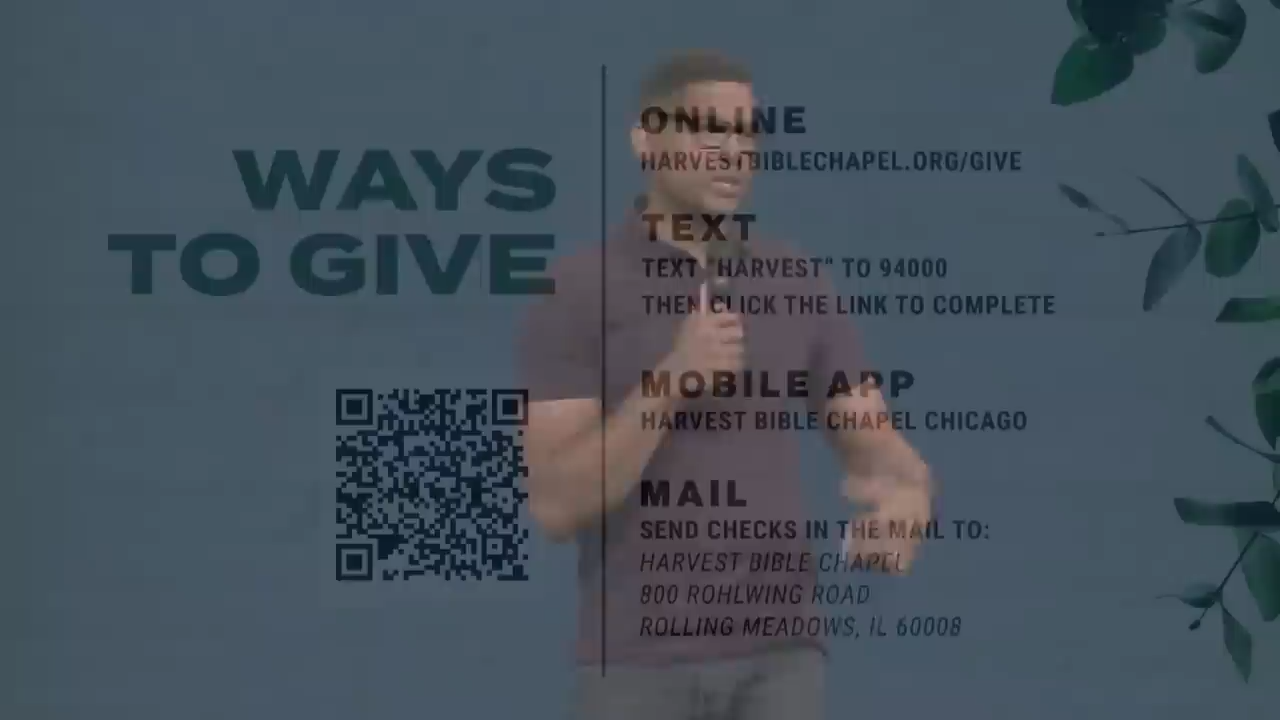 WAYS
TO GIVE
ONLINE
HARVESTBIBLECHAPEL.ORG/GIVE
TEXT
TEXT "HARVEST" TO 94000
THEN CLICK THE LINK TO COMPLETE
MOBILE APP
HARVEST BIBLE CHAPEL CHICAGO
MAIL
SEND CHECKS IN THE MAIL TO:
HARVEST BIBLE CHAPEL
800 ROHLWING ROAD
ROLLING MEADOWS, IL 60008